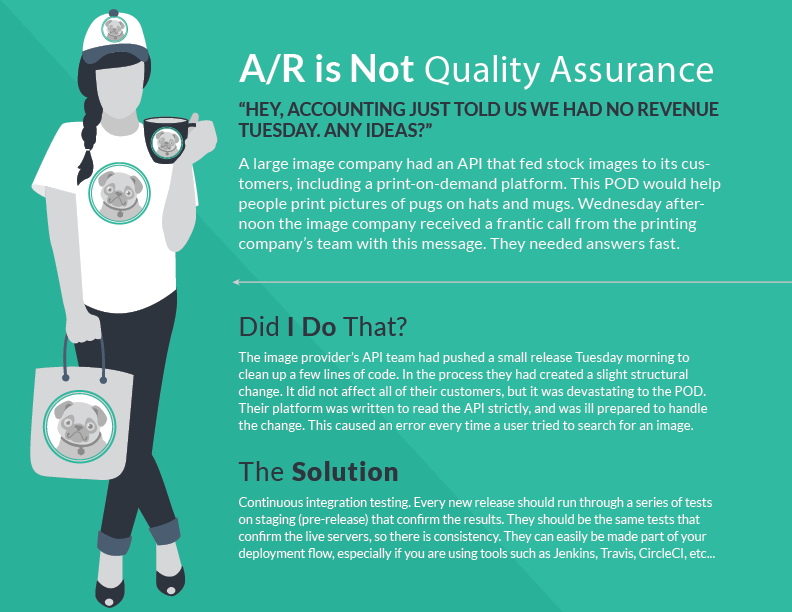 A/R is Not Quality Assurance
“HEY, ACCOUNTING JUST TOLD US WE HAD NO REVENUE
TUESDAY. ANY IDEAS?”
A large image company had an API that fed stock images to its cus-
tomers, including a print-on-demand platform. This POD would help
people print pictures of pugs on hats and mugs. Wednesday after-
noon the image company received a frantic call from the printing
company’s team with this message. They needed answers fast.
Did I Do That?
The image provider’s API team had pushed a small release Tuesday morning to
clean up a few lines of code. In the process they had created a slight structural
change. It did not affect all of their customers, but it was devastating to the POD.
Their platform was written to read the API strictly, and was ill prepared to handle
the change. This caused an error every time a user tried to search for an image.
The Solution
Continuous integration testing. Every new release should run through a series of tests
on staging (pre-release) that confirm the results. They should be the same tests that
confirm the live servers, so there is consistency. They can easily be made part of your
deployment flow, especially if you are using tools such as Jenkins, Travis, CircleCI, etc...